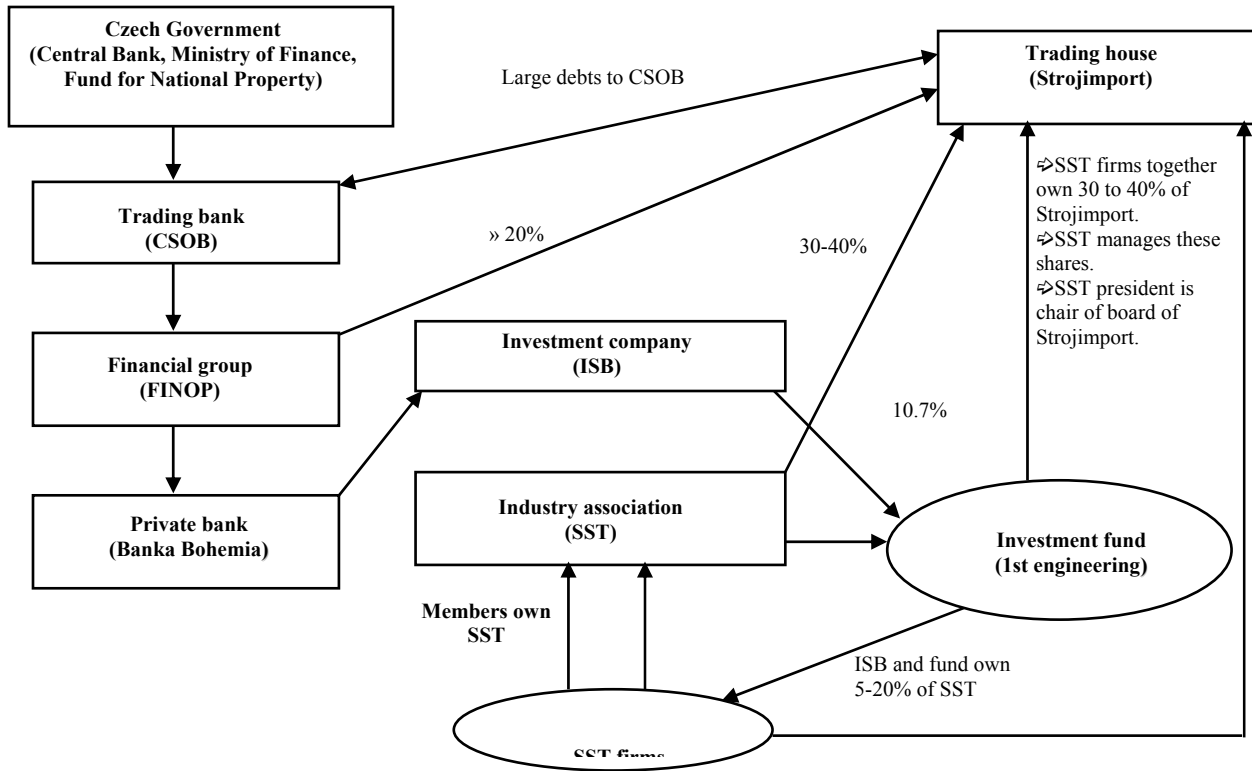 Czech Government
(Central Bank, Ministry of Finance,
Fund for National Property)
Trading house
(Strojimport)
Large debts to CSOB
Trading bank
(CSOB)
» 20%
30-40%
➪SST firms together
own 30 to 40% of
Strojimport.
➪SST manages these
shares.
➪SST president is
chair of board of
Strojimport.
Financial group
(FINOP)
Investment company
(ISB)
10.7%
Private bank
(Banka Bohemia)
Industry association
(SST)
Investment fund
(1st engineering)
Members own
SST
ISB and fund own
5-20% of SST
SST firms